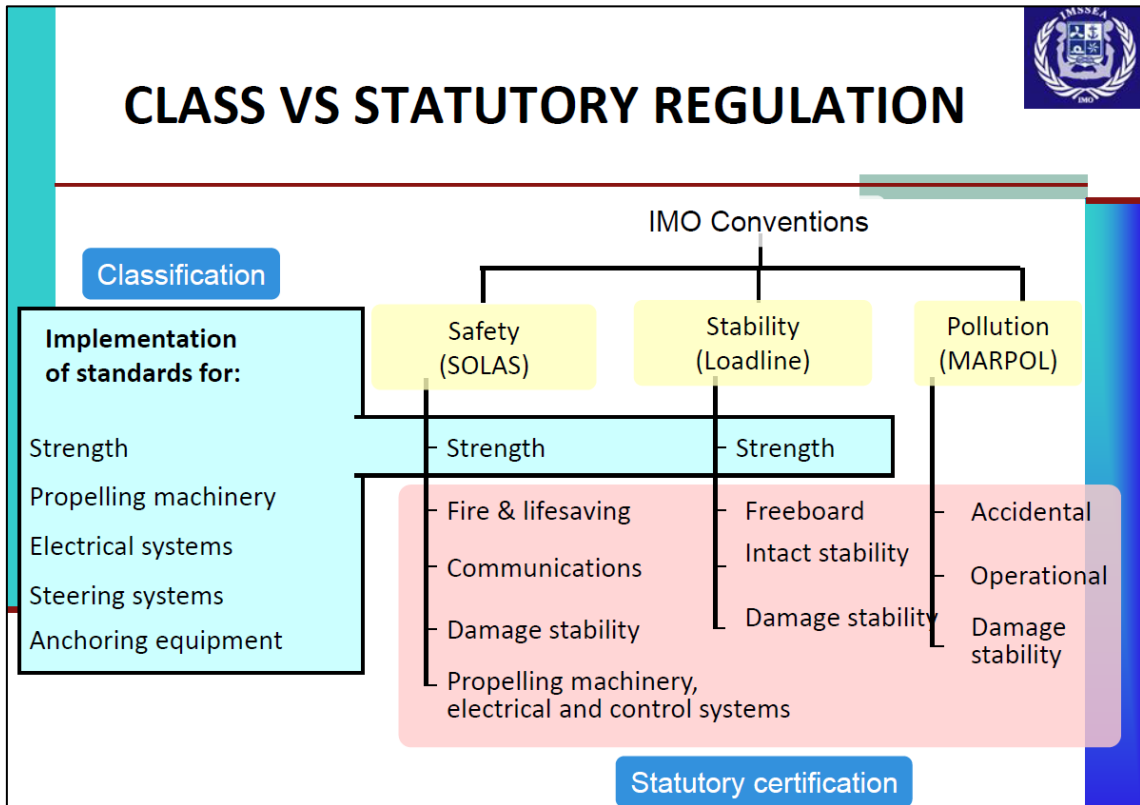 IMSSEA
IMO
CLASS VS STATUTORY REGULATION
IMO Conventions
Classification
Implementation
of standards for:
Strength
Propelling machinery
Electrical systems
Steering systems
Anchoring equipment
Safety
(SOLAS)
Strength
Fire & lifesaving
Communications
Damage stability
Propelling machinery,
electrical and control systems
Stability
(Loadline)
Strength
Freeboard
Intact stability
Damage stability
Pollution
(MARPOL)
Accidental
Operational
Damage
stability
Statutory certification